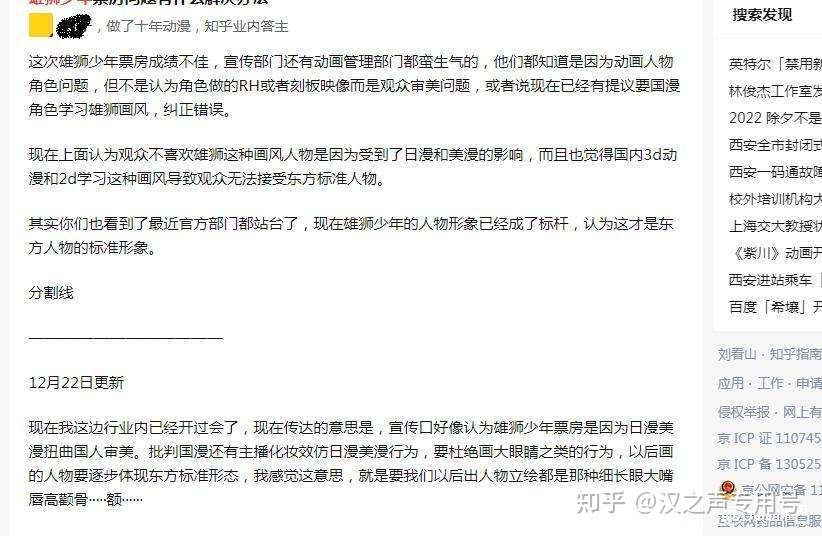 ，做了十年动漫，知乎业内答主
这次雄狮少年票房成绩不佳，宣传部门还有动画管理部门都蛮生气的，他们都知道是因为动画人物
角色问题，但不是认为角色做的RH或者刻板映像而是观众审美问题，或者说现在已经有提议要国漫
角色学习雄狮画风，纠正错误。
现在上面认为观众不喜欢雄狮这种画风人物是因为受到了日漫和美漫的影响，而且也觉得国内3d动
漫和2d学习这种画风导致观众无法接受东方标准人物。
其实你们也看到了最近官方部门都站台了，现在雄狮少年的人物形象已经成了标杆，认为这才是东
方人物的标准形象。
分割线
————————————————
12月22日更新
现在我这边行业内已经开过会了，现在传达的意思是，宣传口好像认为雄狮少年票房是因为日漫美
漫扭曲国人审美。批判国漫还有主播化妆效仿日漫美漫行为，要杜绝画大眼睛之类的行为，以后画
的人物要逐步体现东方标准形态，我感觉这意思，就是要我们以后出人物立绘都是那种细长眼大嘴
唇高颧骨·····额······
搜索发现
英特尔「禁用新
林俊杰工作室发
2022 除夕不是
西安全市封闭式
西安一码通故障
校外培训机构大
上海交大教授状
《紫川》动画开
西安进站乘车
百度「希壤」开
刘看山 · 知乎指南
应用 · 工作 · 申请
侵权举报 · 网上有
京 ICP 证 110745
京 ICP 备 130525
京公网安备 11
互联网药品信息服
知乎 @汉之声专用号